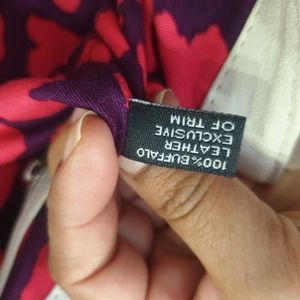 100% BUFFALO
LEATHER
EXCLUSIVE
OF TRIM